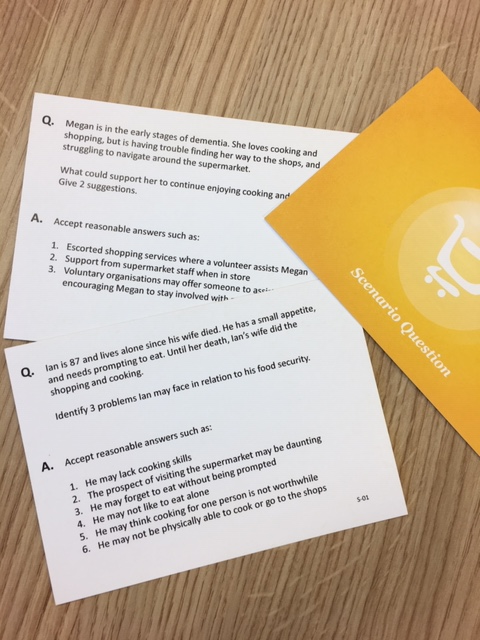 Q. Megan is in the early stages of dementia. She loves cooking and
shopping, but is having trouble finding her way to the shops, and
struggling to navigate around the supermarket.
What could support her to continue enjoying cooking and
Give 2 suggestions.
A. Accept reasonable answers such as:
1. Escorted shopping services where a volunteer assists Megan
2. Support from supermarket staff when in store
3. Voluntary organisations may offer someone to
encouraging Megan to stay involved with
Q. Ian is 87 and lives alone since his wife died. He has a small appetite,
and needs prompting to eat. Until her death, Ian's wife did the
shopping and cooking.
Identify 3 problems Ian may face in relation to his food security.
A. Accept reasonable answers such as:
1. He may lack cooking skills
2. The prospect of visiting the supermarket may be daunting
3. He may forget to eat without being prompted
4. He may not like to eat alone
5. He may think cooking for one person is not worthwhile
6. He may not be physically able to cook or go to the shops
S-01
Scenario Question